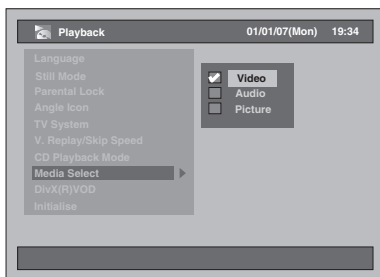 Playback 01/01/07(Mon) 19:34
Language
Still Mode
Parental Lock
Angle Icon
TV System
V. Replay/Skip Speed
CD Playback Mode
Media Select
DivX(R)VOD
Initialise
Video
Audio
Picture